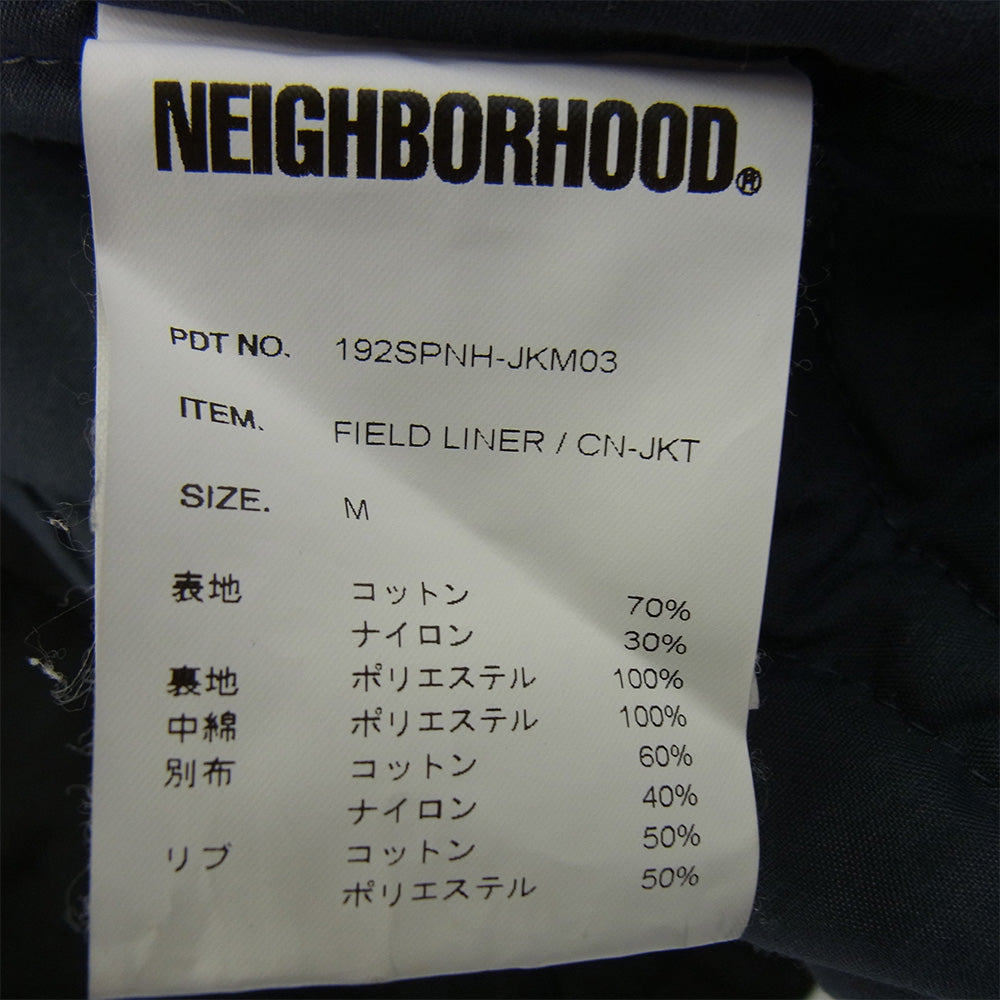 NEIGHBORHOOD®
PDT NO. 192SPNH-JKM03
ITEM. FIELD LINER / CN-JKT
SIZE. M
表地 コットン 70%
ナイロン 30%
裏地 ポリエステル 100%
中綿 ポリエステル 100%
別布 コットン 60%
ナイロン 40%
リブ コットン 50%
ポリエステル 50%